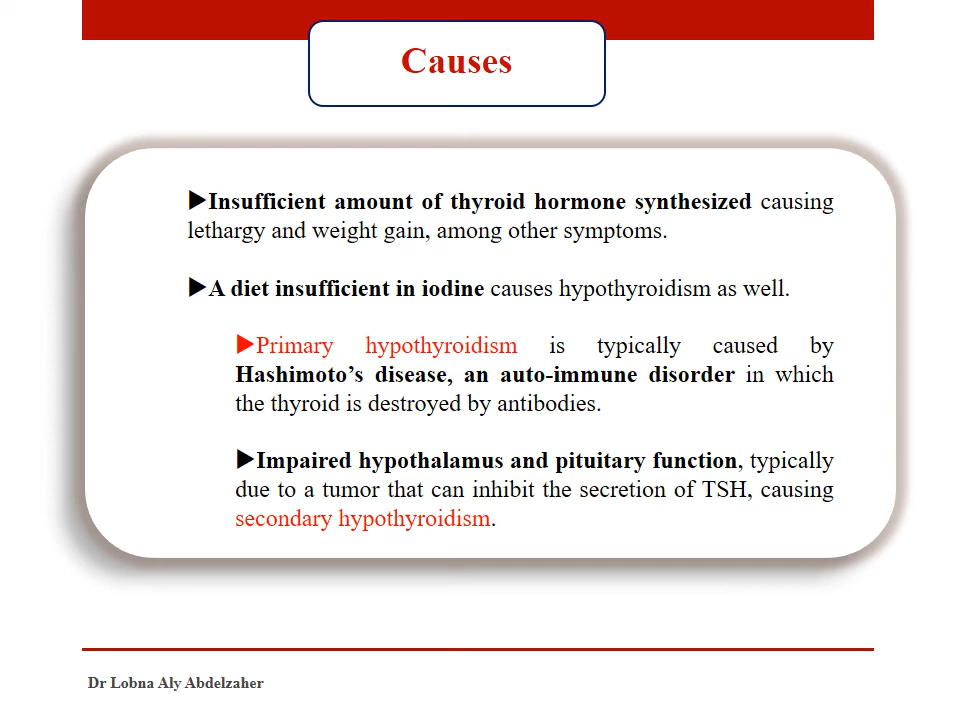 Causes
▶Insufficient amount of thyroid hormone synthesized causing
lethargy and weight gain, among other symptoms.
▶A diet insufficient in iodine causes hypothyroidism as well.
▶Primary hypothyroidism is typically caused by
Hashimoto’s disease, an auto-immune disorder in which
the thyroid is destroyed by antibodies.
▶Impaired hypothalamus and pituitary function, typically
due to a tumor that can inhibit the secretion of TSH, causing
secondary hypothyroidism.
Dr Lobna Aly Abdelzaher